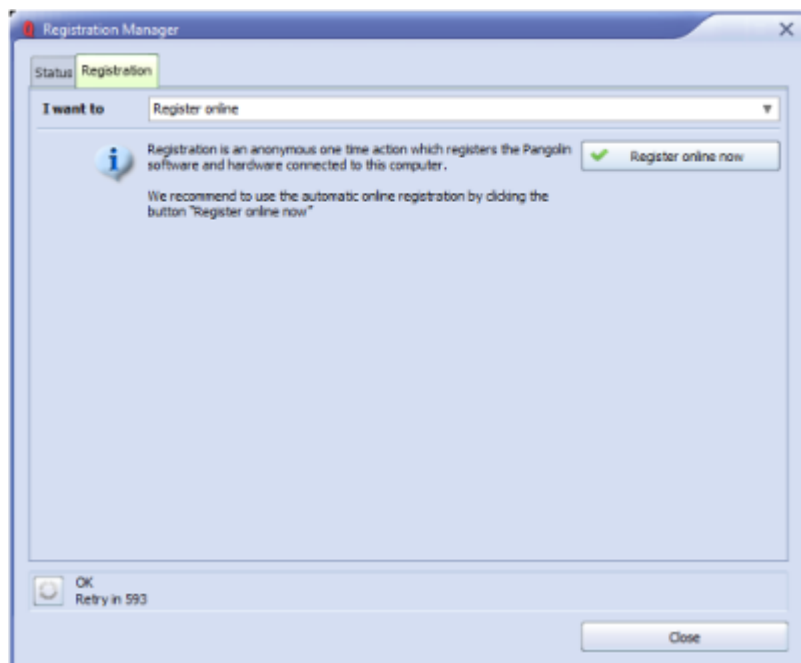 Registration Manager
Status Registration
I want to Register online
Registration is an anonymous one time action which registers the Pangolin
software and hardware connected to this computer.
Register online now
We recommend to use the automatic online registration by clicking the
button "Register online now"
OK
Retry in 593
Close